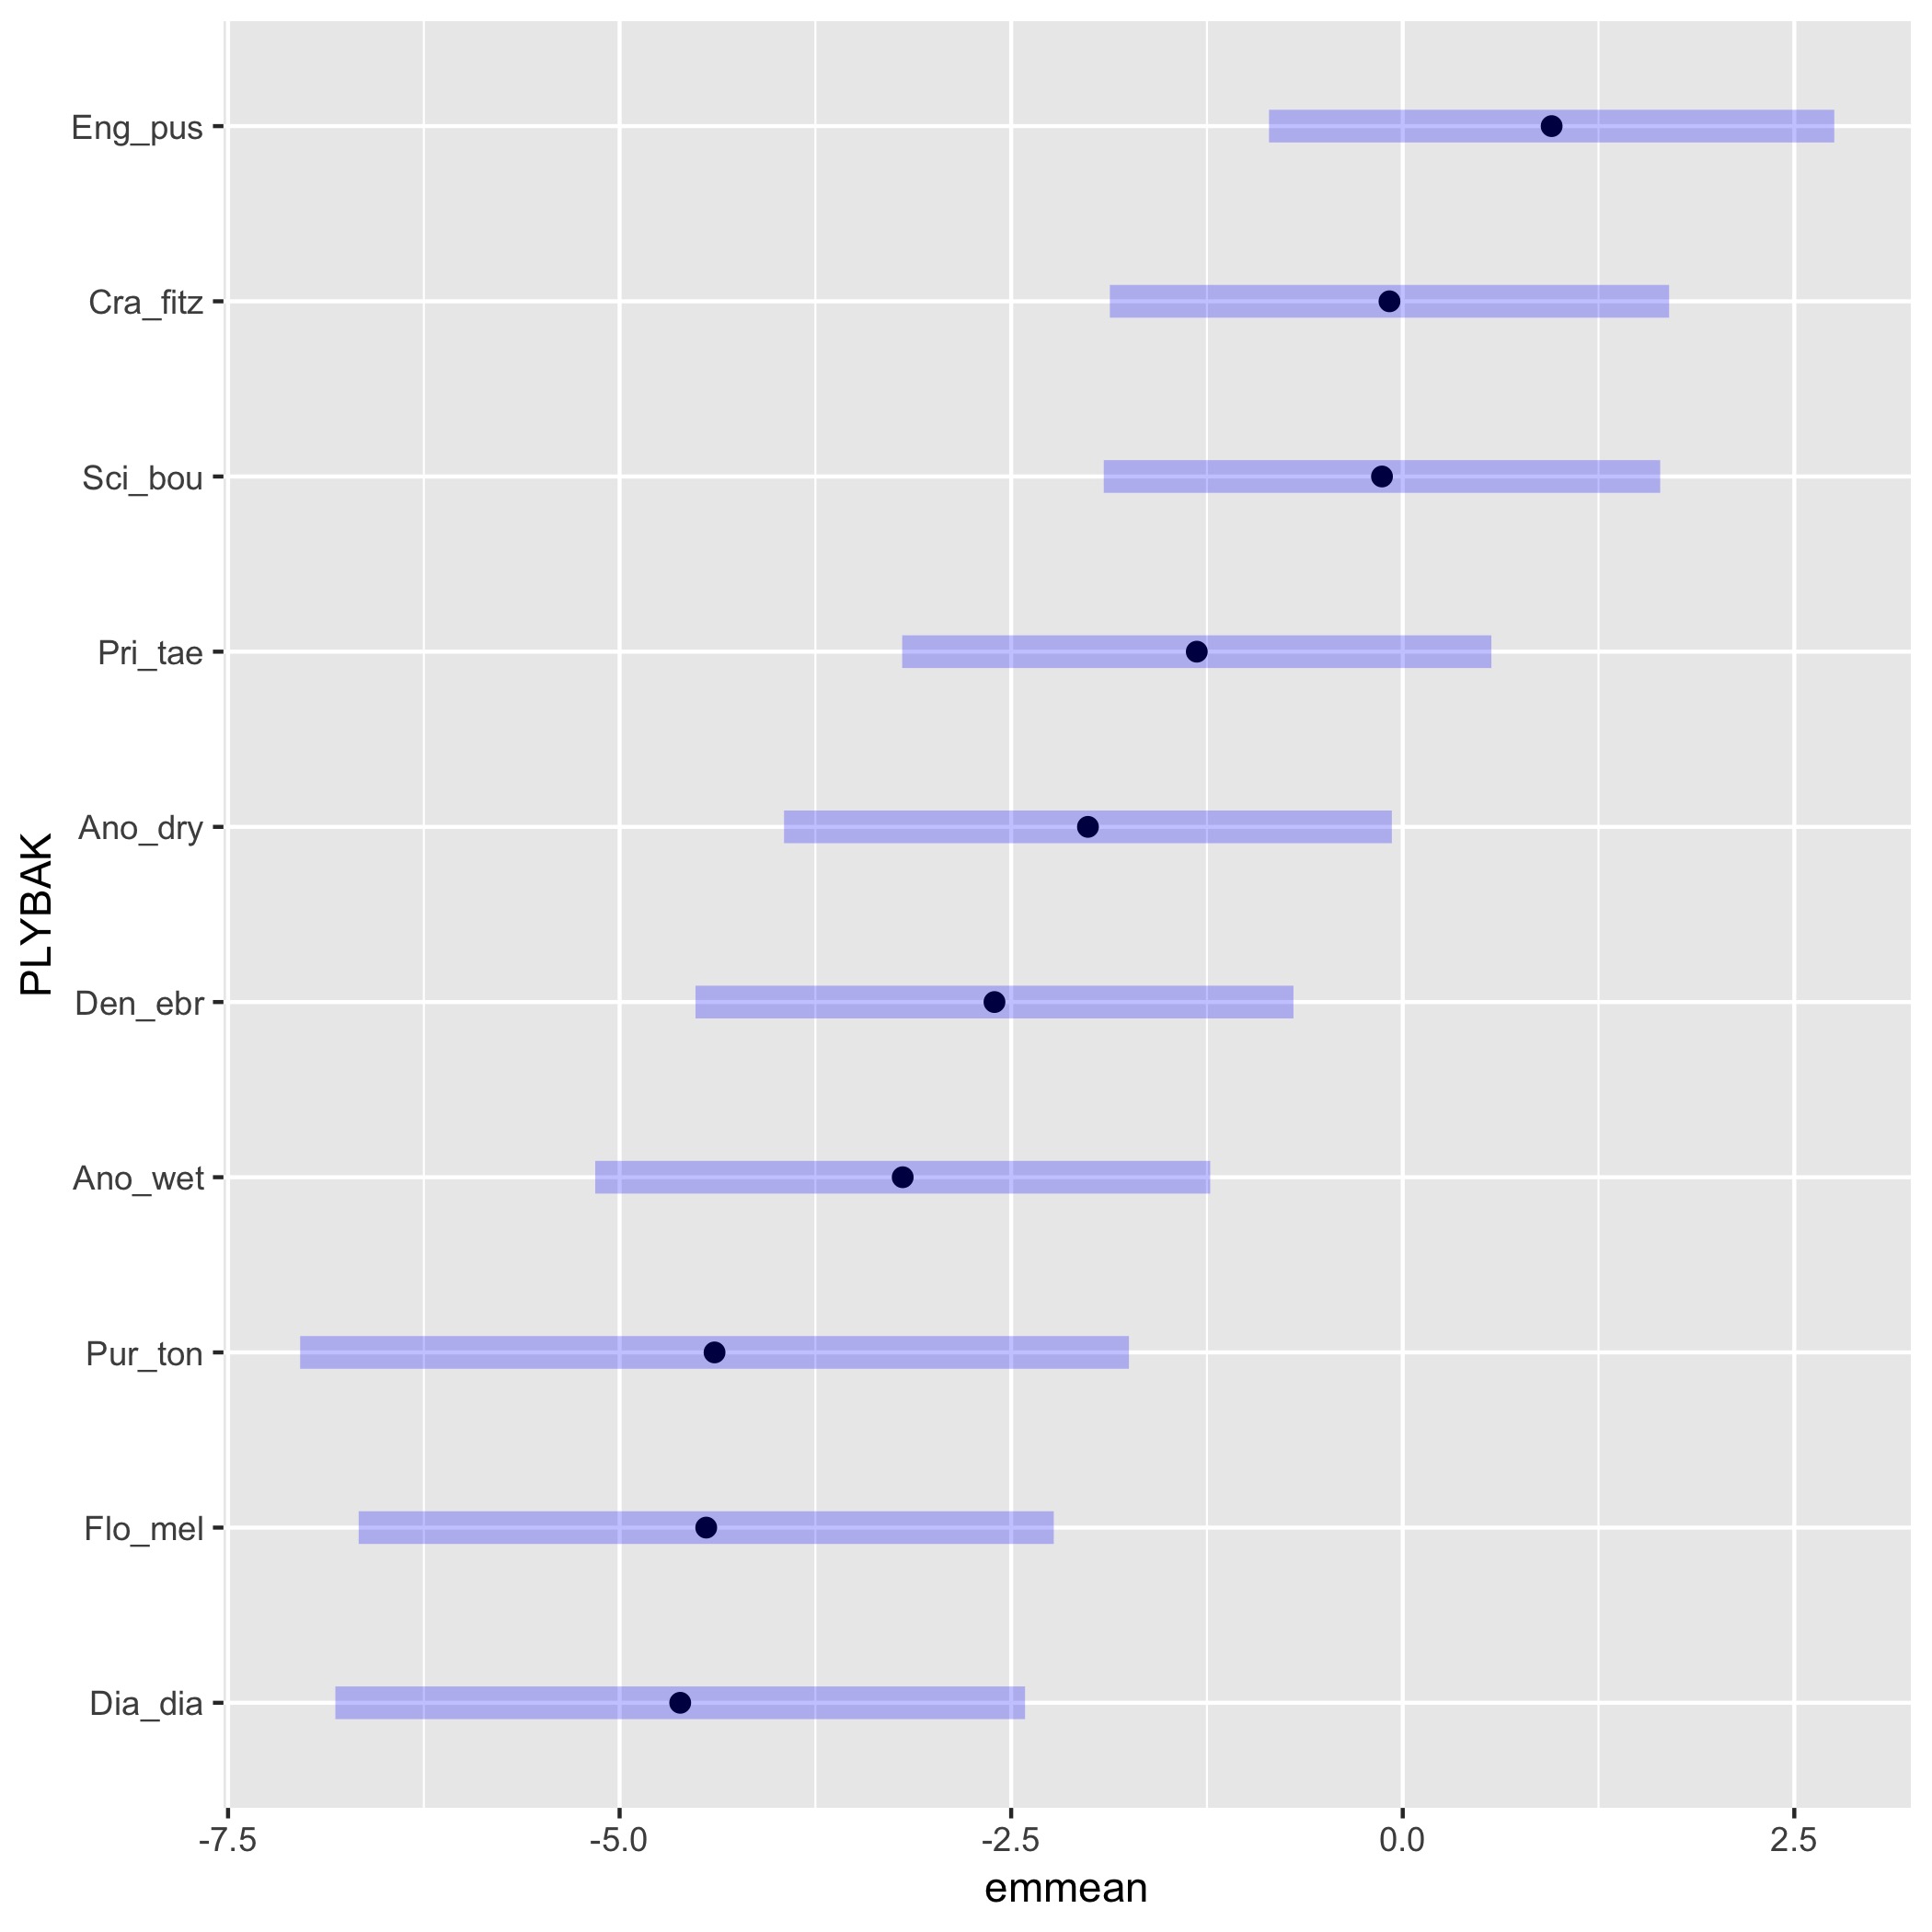 PLYBAK
Eng_pus
Cra_fitz
Sci_bou
Pri_tae
Ano_dry
Den_ebr
Ano_wet
Pur_ton
Flo_mel
Dia_dia
-7.5 -5.0 -2.5 0.0 2.5
emmean